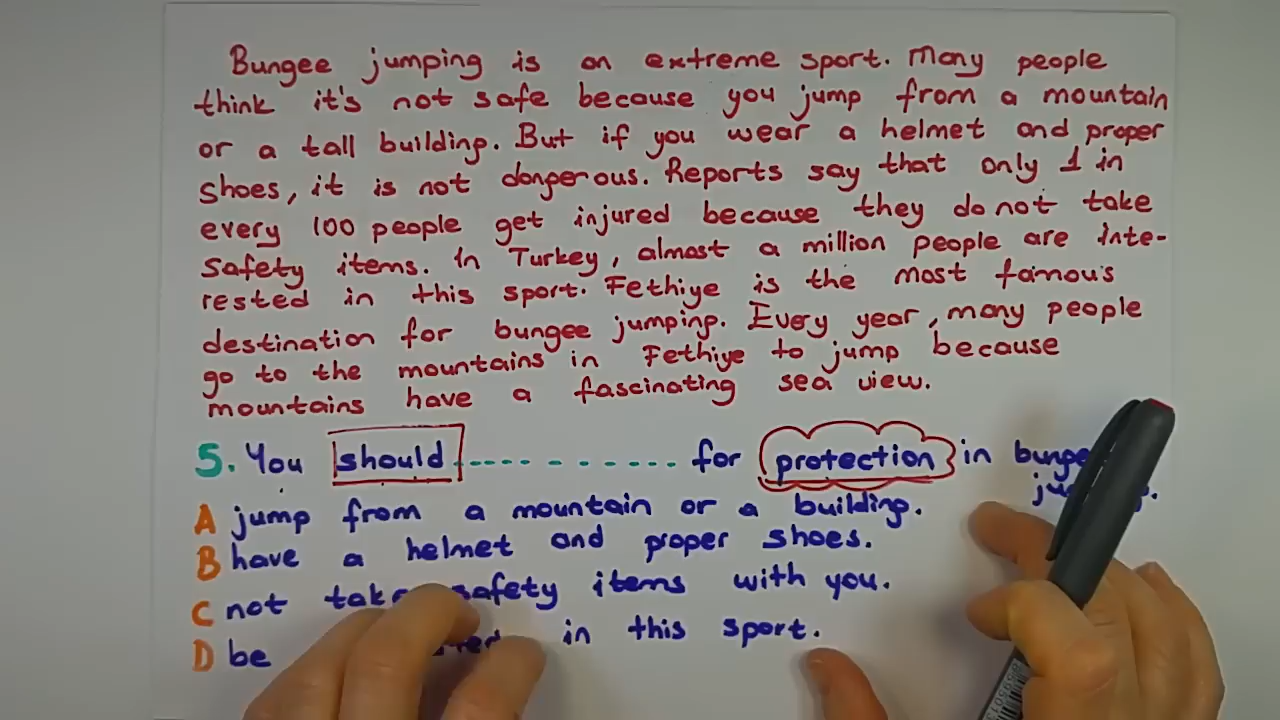 Bungee jumping is an extreme sport. Many people
think it's not safe because you jump from a mountain
or a tall building. But if you wear a helmet and proper
shoes, it is not dangerous. Reports say that only 1 in
every 100 people get injured because they do not take
safety items. In Turkey, almost a million people are inte-
rested in this sport. Fethiye is the most famous
destination for bungee jumping. Every year, many people
go to the mountains in Fethiye to jump because
mountains have a fascinating sea view.
5. You should ............ for protection in
A jump from a mountain or a building.
B have a helmet and proper shoes.
C not safety items with you.
D be in this sport.